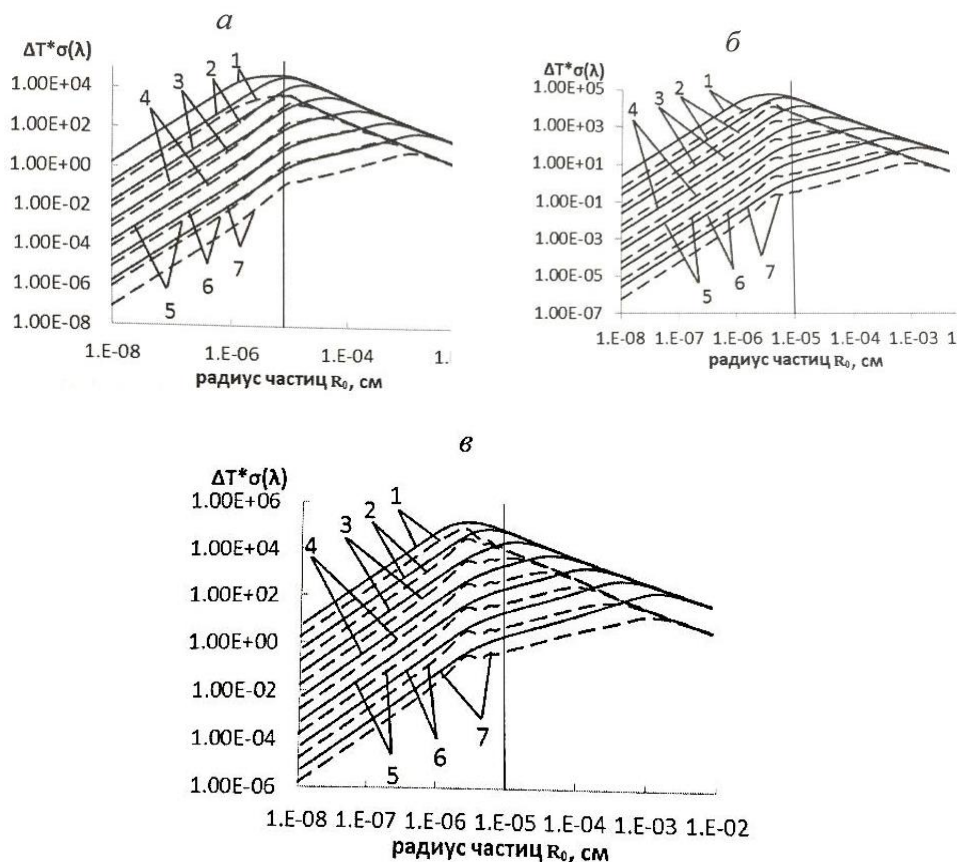 а
ΔT*σ(λ)
1.00E+04
1.00E+02
1.00E+00
1.00E-02
1.00E-04
1.00E-06
1.00E-08
4 3 2 1
5 6 7
1.E-08 1.E-06 1.E-04 1.I
радиус частиц R₀, см
б
ΔT*σ(λ)
1.00E+05
1.00E+03
1.00E+01
1.00E-01
1.00E-03
1.00E-05
1.00E-07
4 3 2 1
5 6 7
1.E-08 1.E-07 1.E-06 1.E-05 1.E-04 1.E-03 1
радиус частиц R₀, см
в
ΔT*σ(λ)
1.00E+06
1.00E+04
1.00E+02
1.00E+00
1.00E-02
1.00E-04
1.00E-06
4 3 2 1
5 6 7
1.E-08 1.E-07 1.E-06 1.E-05 1.E-04 1.E-03 1.E-02
радиус частиц R₀, см